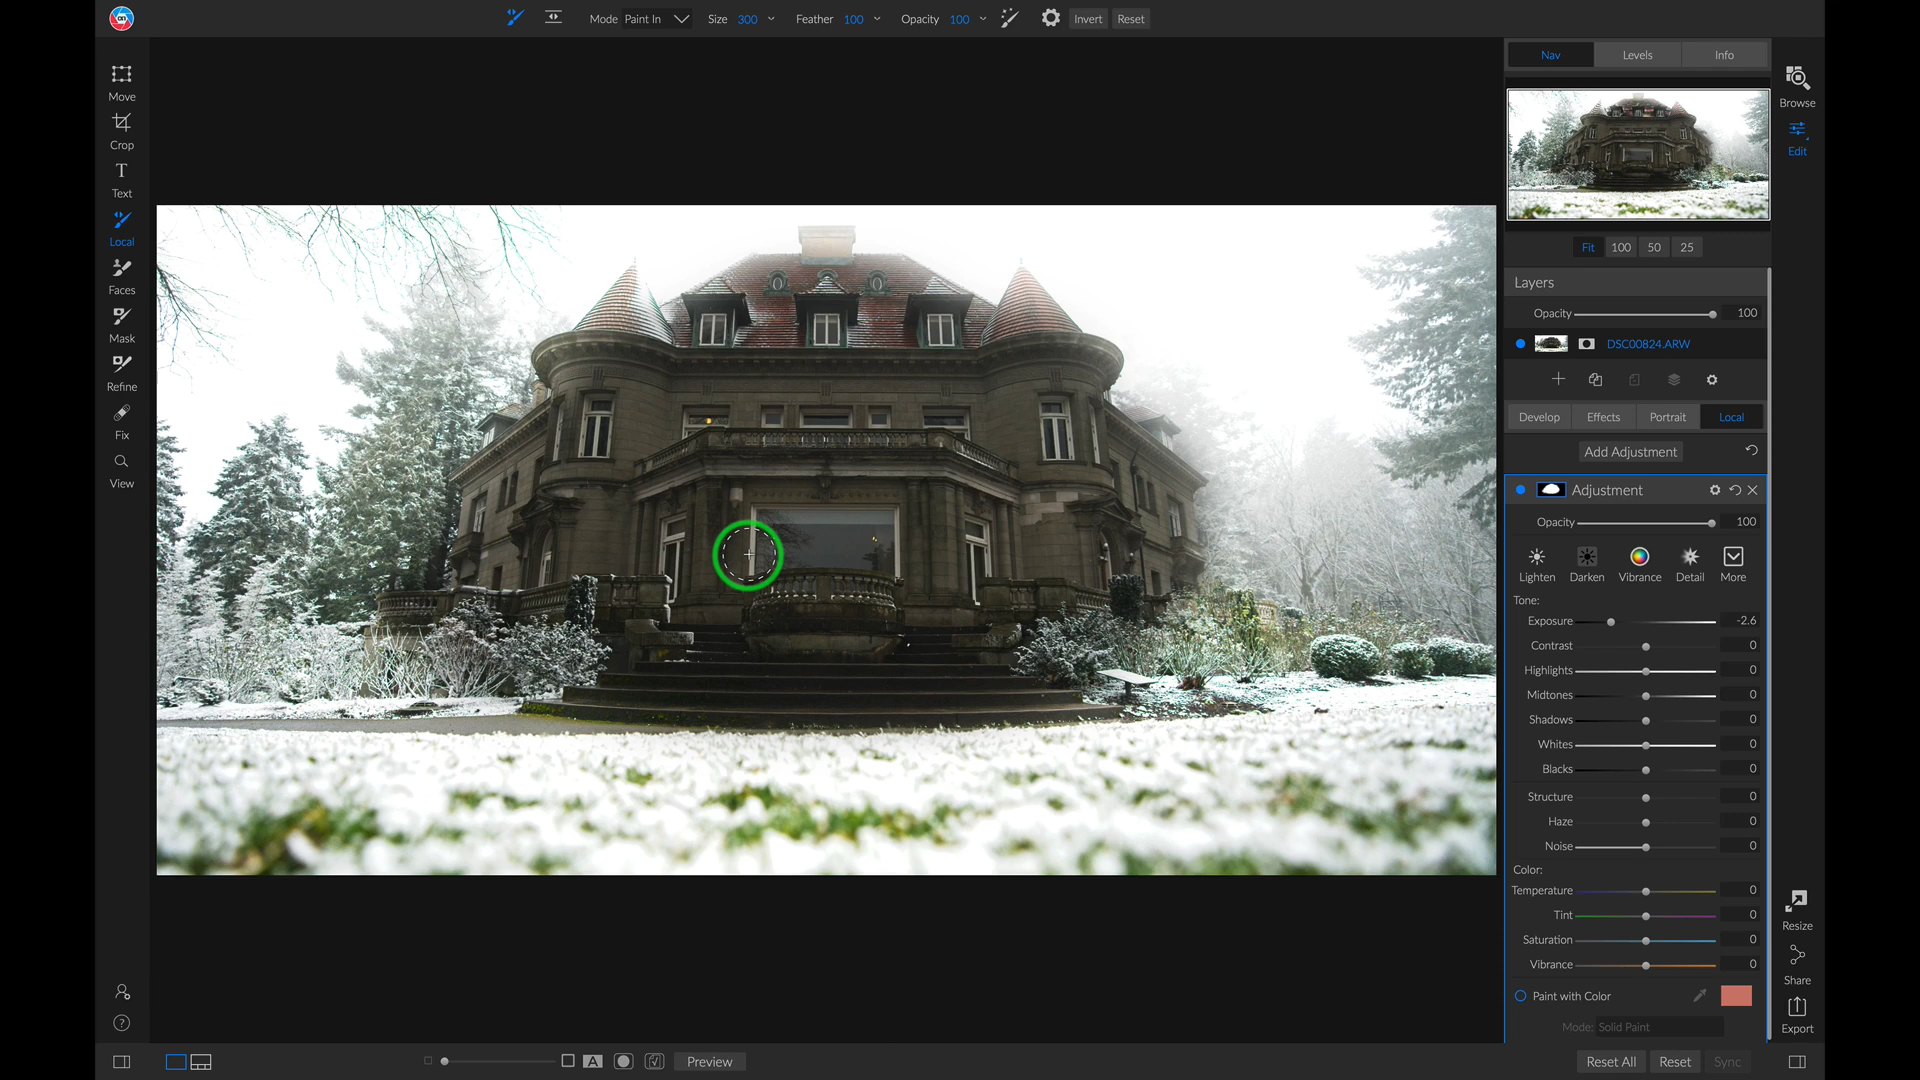 Mode Paint In Size 300 Feather 100 Opacity 100 Invert Reset
Move
Crop
Text
Local
Faces
Mask
Refine
Fix
View
Nav Levels Info
Browse
Edit
Fit 100 50 25
Layers
Opacity 100
DSC00824.ARW
Develop Effects Portrait Local
Add Adjustment
Adjustment
Opacity 100
Lighten Darken Vibrance Detail More
Tone:
Exposure -2.6
Contrast 0
Highlights 0
Midtones 0
Shadows 0
Whites 0
Blacks 0
Structure 0
Haze 0
Noise 0
Color:
Temperature 0
Tint 0
Saturation 0
Vibrance 0
Paint with Color
Mode: Solid Paint
Resize
Share
Export
A Preview
Reset All Reset Sync